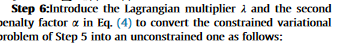 Step 6:Introduce the Lagrangian multiplier λ and the second
penalty factor α in Eq. (4) to convert the constrained variational
problem of Step 5 into an unconstrained one as follows: